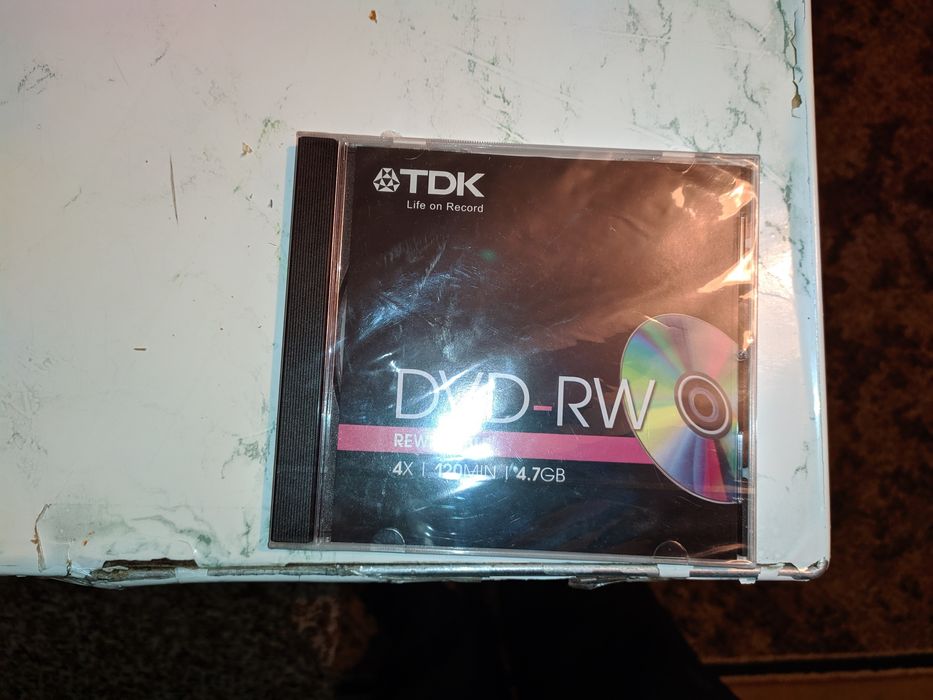 TDK
Life on Record
DVD-RW
4X | 120MIN | 4.7GB